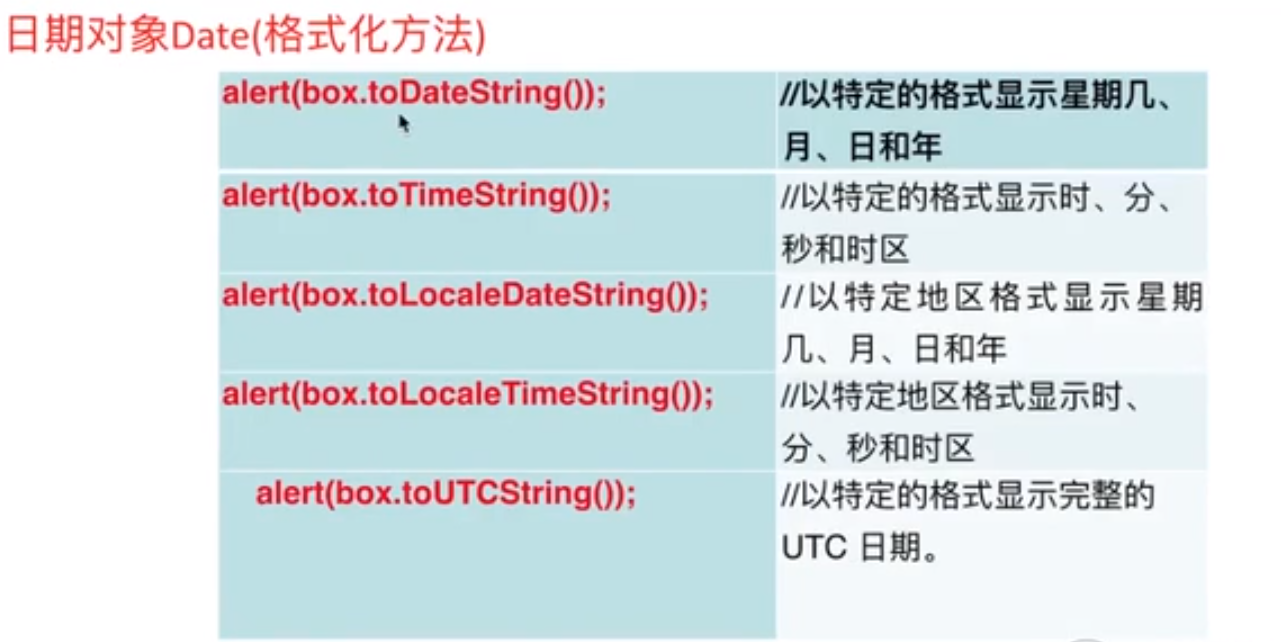 日期对象Date(格式化方法)
alert(box.toDateString());
//以特定的格式显示星期几、
月、日和年
alert(box.toTimeString());
//以特定的格式显示时、分、
秒和时区
alert(box.toLocaleDateString());
//以特定地区格式显示星期
几、月、日和年
alert(box.toLocaleTimeString());
//以特定地区格式显示时、
分、秒和时区
alert(box.toUTCString());
//以特定的格式显示完整的
UTC 日期。